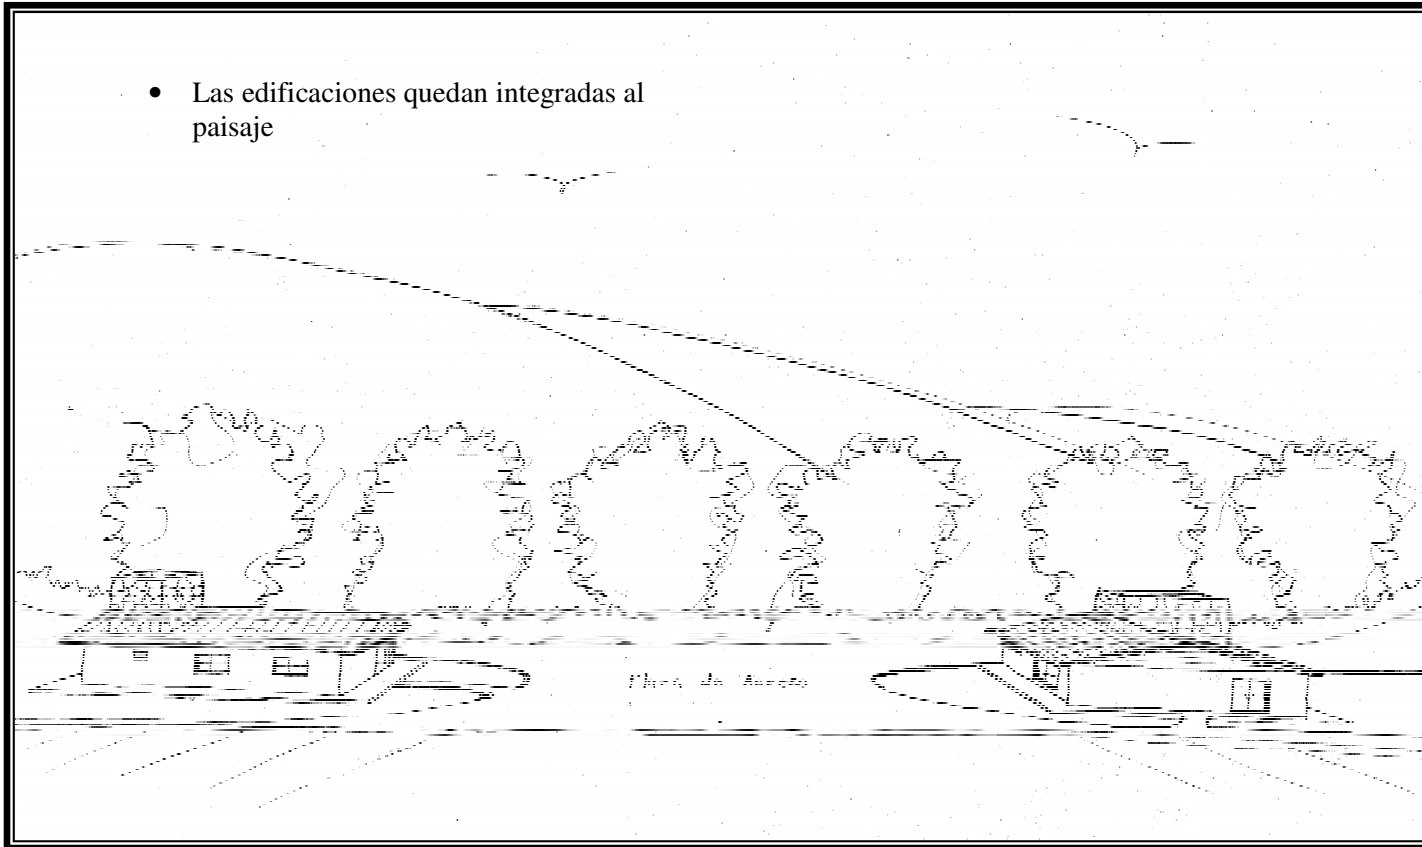 • Las edificaciones quedan integradas al
paisaje